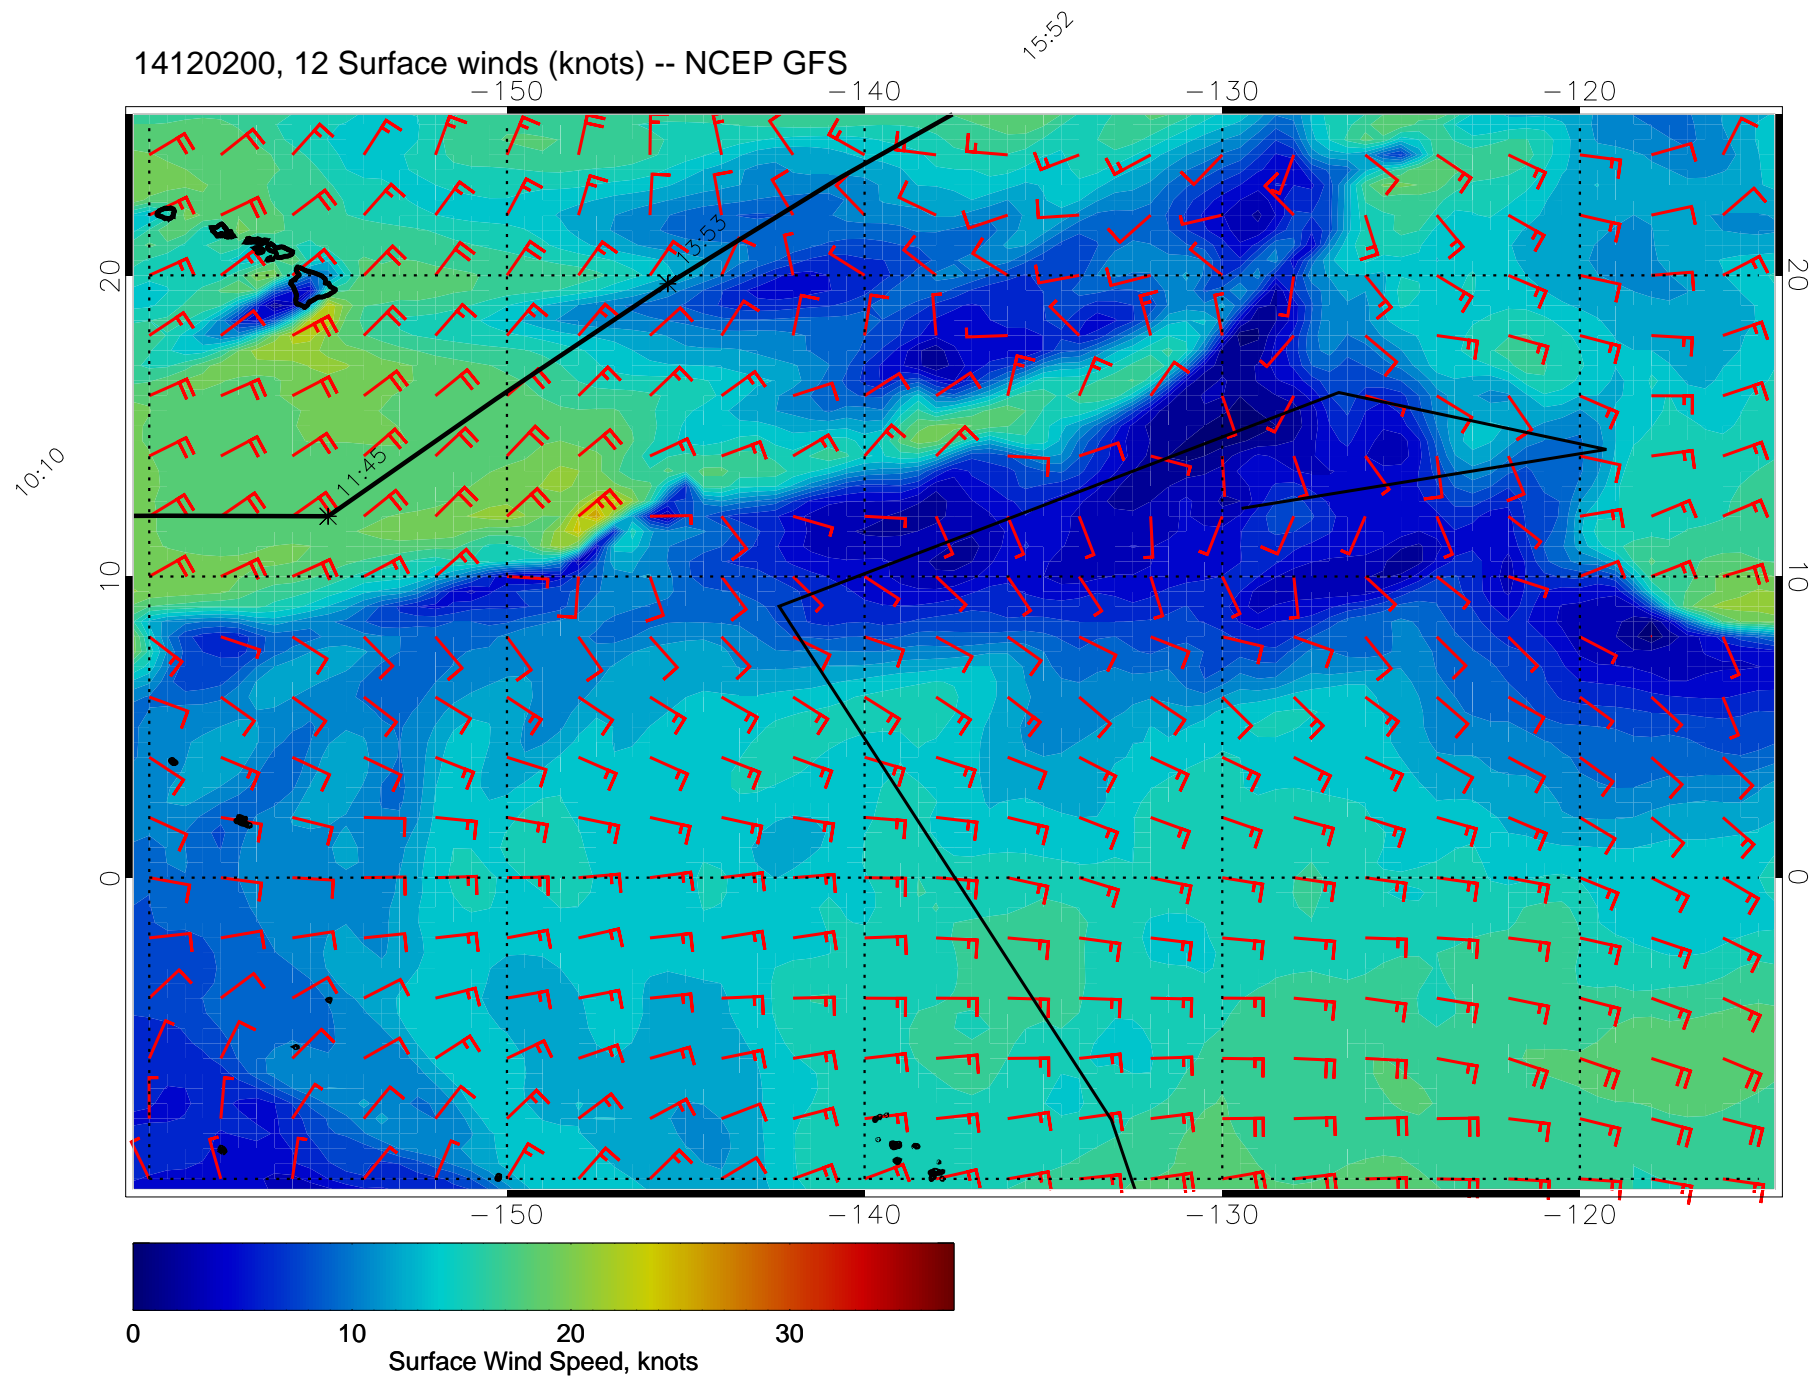 15:52
14120200, 12 Surface winds (knots) -- NCEP GFS
−150 −140 −130 −120
13:53
20 20
10:10
11:45
10 10
0 0
−150 −140 −130 −120
0 10 20 30
Surface Wind Speed, knots